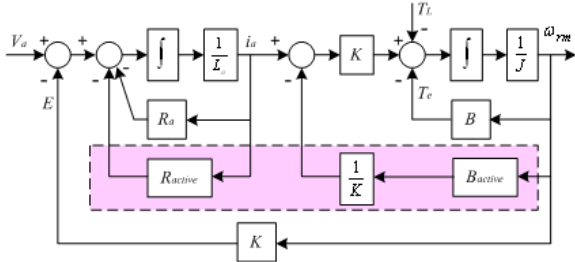 T_L
V_a + - + - - ∫ 1/L_a i_a + - K + - - ∫ 1/J ω_rm
E
T_e
R_a B
R_active 1/K B_active
K